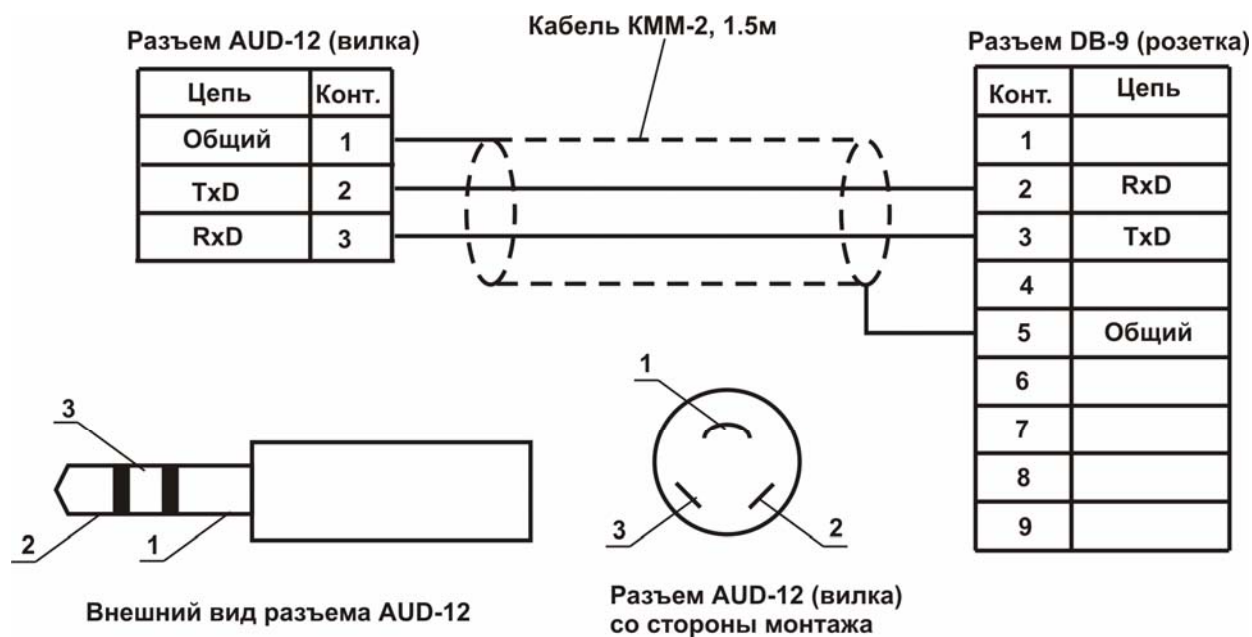 Кабель КММ-2, 1.5м
Разъем AUD-12 (вилка)
Цепь Конт.
Общий 1
TxD 2
RxD 3
Разъем DB-9 (розетка)
Конт. Цепь
1
2 RxD
3 TxD
4
5 Общий
6
7
8
9
3
2
1
Внешний вид разъема AUD-12
1
3
2
Разъем AUD-12 (вилка)
со стороны монтажа